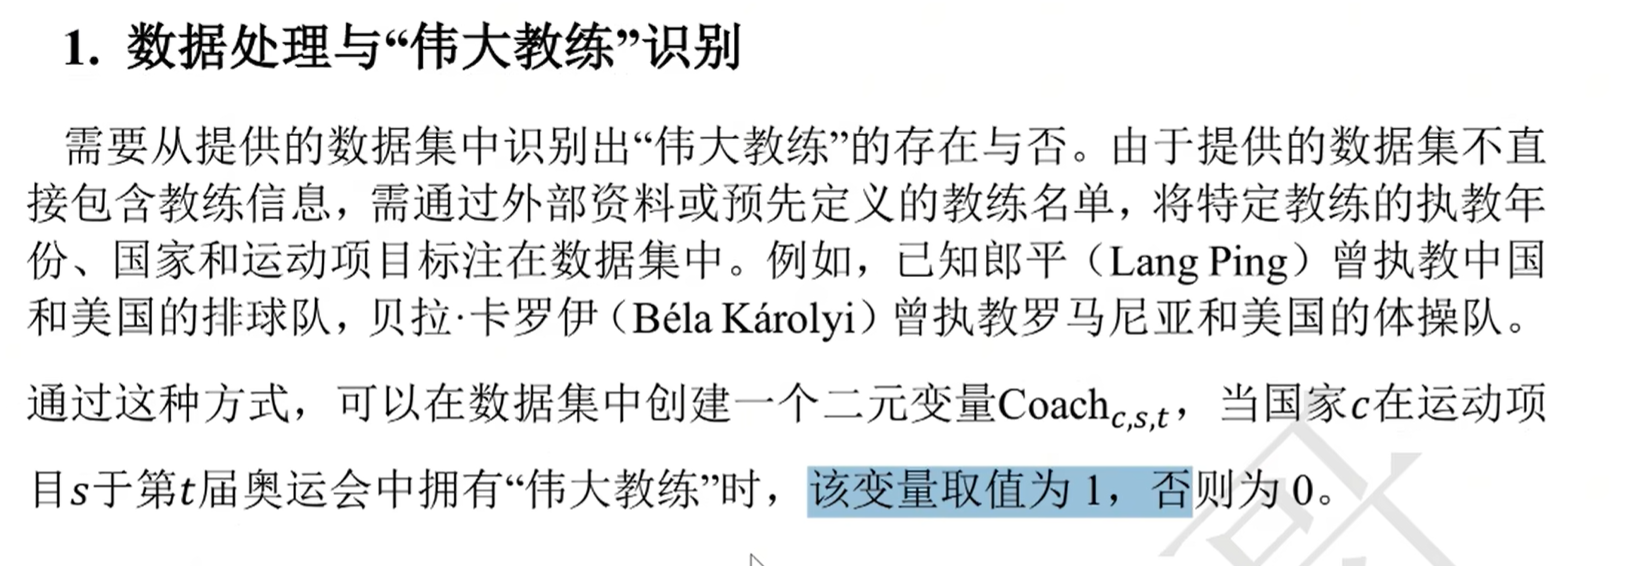 1. 数据处理与“伟大教练”识别
需要从提供的数据集中识别出“伟大教练”的存在与否。由于提供的数据集不直
接包含教练信息，需通过外部资料或预先定义的教练名单，将特定教练的执教年
份、国家和运动项目标注在数据集中。例如，已知郎平（Lang Ping）曾执教中国
和美国的排球队，贝拉·卡罗伊（Béla Károlyi）曾执教罗马尼亚和美国的体操队。
通过这种方式，可以在数据集中创建一个二元变量Coach_{c,s,t}，当国家c在运动项
目s于第t届奥运会中拥有“伟大教练”时，该变量取值为 1，否则为 0。